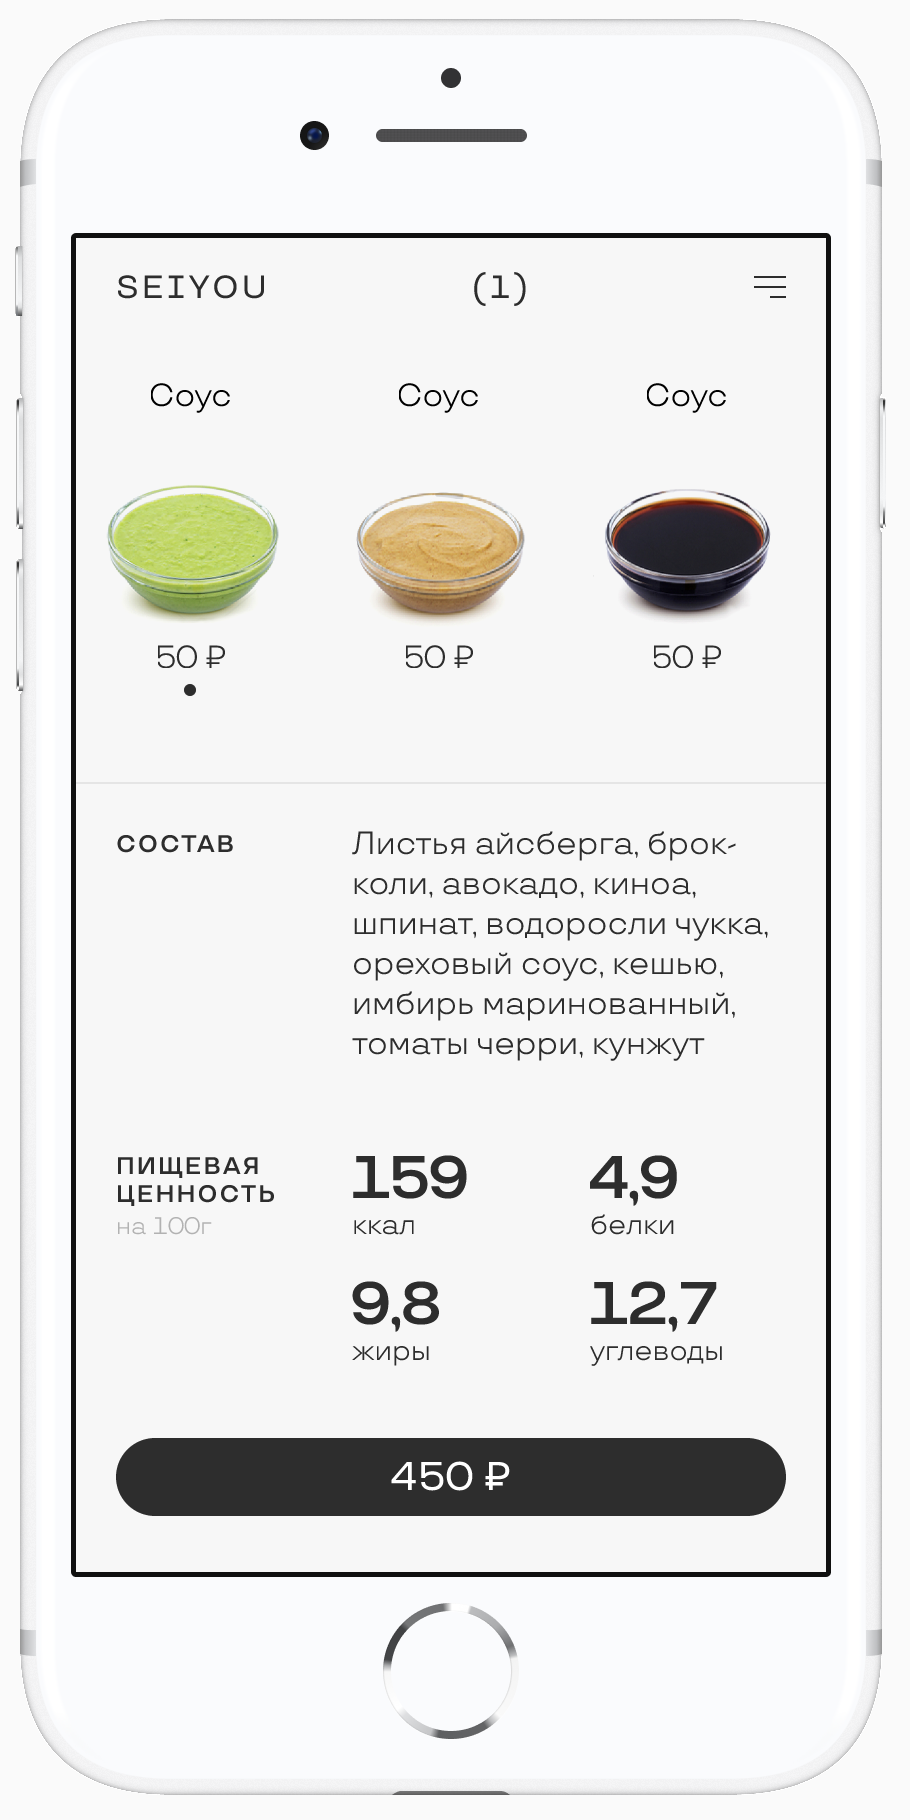 SEIYOU (1)
Соус Соус Соус
50 ₽ 50 ₽ 50 ₽
СОСТАВ
Листья айсберга, брок-
коли, авокадо, киноа,
шпинат, водоросли чукка,
ореховый соус, кешью,
имбирь маринованный,
томаты черри, кунжут
ПИЩЕВАЯ
ЦЕННОСТЬ
на 100г
159 4,9
ккал белки
9,8 12,7
жиры углеводы
450 ₽